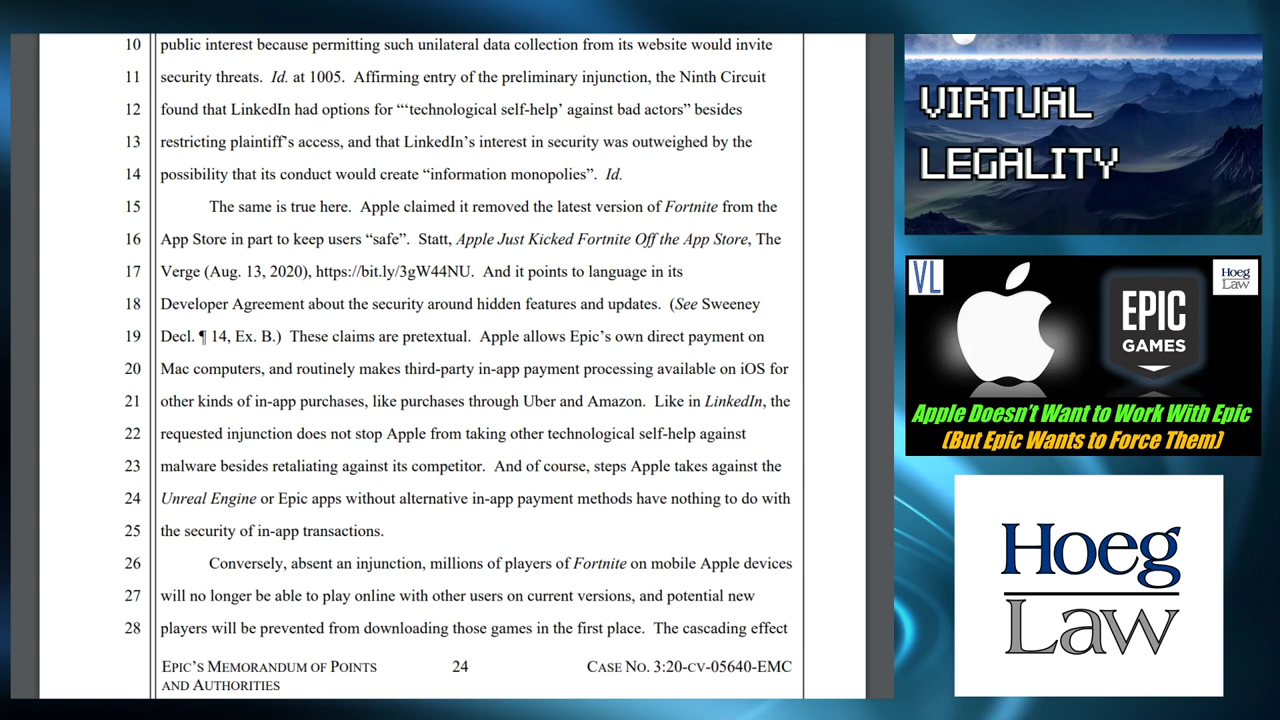 10 public interest because permitting such unilateral data collection from its website would invite
11 security threats. Id. at 1005. Affirming entry of the preliminary injunction, the Ninth Circuit
12 found that LinkedIn had options for “‘technological self-help’ against bad actors” besides
13 restricting plaintiff’s access, and that LinkedIn’s interest in security was outweighed by the
14 possibility that its conduct would create “information monopolies”. Id.
15 The same is true here. Apple claimed it removed the latest version of Fortnite from the
16 App Store in part to keep users “safe”. Statt, Apple Just Kicked Fortnite Off the App Store, The
17 Verge (Aug. 13, 2020), https://bit.ly/3gW44NU. And it points to language in its
18 Developer Agreement about the security around hidden features and updates. (See Sweeney
19 Decl. ¶ 14, Ex. B.) These claims are pretextual. Apple allows Epic’s own direct payment on
20 Mac computers, and routinely makes third-party in-app payment processing available on iOS for
21 other kinds of in-app purchases, like purchases through Uber and Amazon. Like in LinkedIn, the
22 requested injunction does not stop Apple from taking other technological self-help against
23 malware besides retaliating against its competitor. And of course, steps Apple takes against the
24 Unreal Engine or Epic apps without alternative in-app payment methods have nothing to do with
25 the security of in-app transactions.
26 Conversely, absent an injunction, millions of players of Fortnite on mobile Apple devices
27 will no longer be able to play online with other users on current versions, and potential new
28 players will be prevented from downloading those games in the first place. The cascading effect
EPIC’S MEMORANDUM OF POINTS
AND AUTHORITIES
24
CASE NO. 3:20-CV-05640-EMC
VIRTUAL
LEGALITY
VL
Hoeg
Law
EPIC
GAMES
Apple Doesn’t Want to Work With Epic
(But Epic Wants to Force Them)
Hoeg
Law